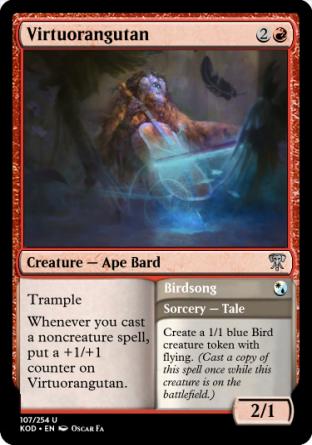 Virtuorangutan 2
Creature — Ape Bard
Trample
Whenever you cast
a noncreature spell,
put a +1/+1
counter on
Virtuorangutan.
Birdsong
Sorcery — Tale
Create a 1/1 blue Bird
creature token with
flying. (Cast a copy of
this spell once while this
creature is on the
battlefield.)
2/1
107/254 U
KOD • EN Oscar Fa